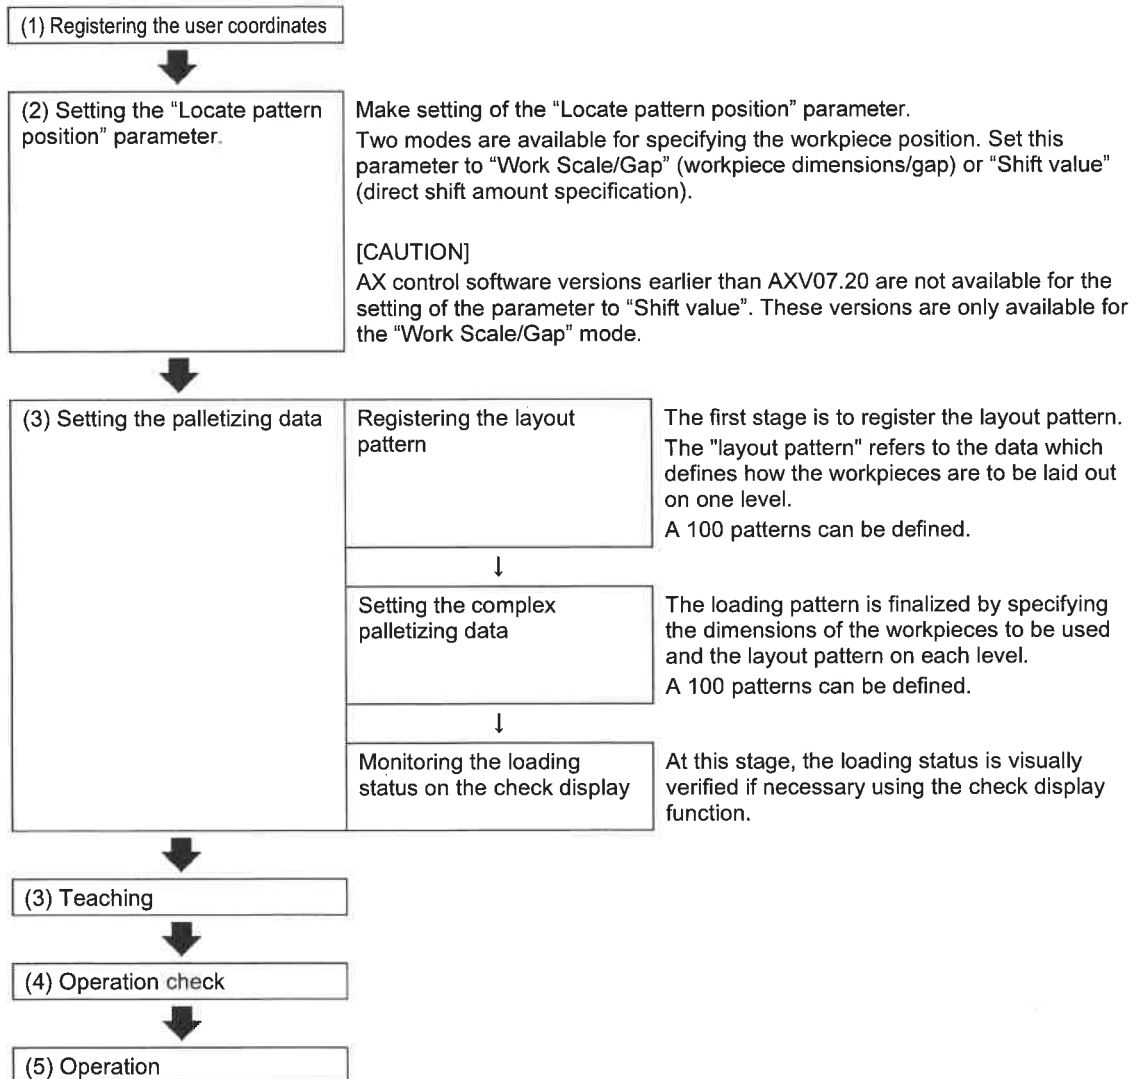 (1) Registering the user coordinates
(2) Setting the “Locate pattern
position” parameter.
Make setting of the “Locate pattern position” parameter.
Two modes are available for specifying the workpiece position. Set this
parameter to “Work Scale/Gap” (workpiece dimensions/gap) or “Shift value”
(direct shift amount specification).
[CAUTION]
AX control software versions earlier than AXV07.20 are not available for the
setting of the parameter to “Shift value”. These versions are only available for
the “Work Scale/Gap” mode.
(3) Setting the palletizing data
Registering the layout
pattern
The first stage is to register the layout pattern.
The "layout pattern" refers to the data which
defines how the workpieces are to be laid out
on one level.
A 100 patterns can be defined.
Setting the complex
palletizing data
The loading pattern is finalized by specifying
the dimensions of the workpieces to be used
and the layout pattern on each level.
A 100 patterns can be defined.
Monitoring the loading
status on the check display
At this stage, the loading status is visually
verified if necessary using the check display
function.
(3) Teaching
(4) Operation check
(5) Operation